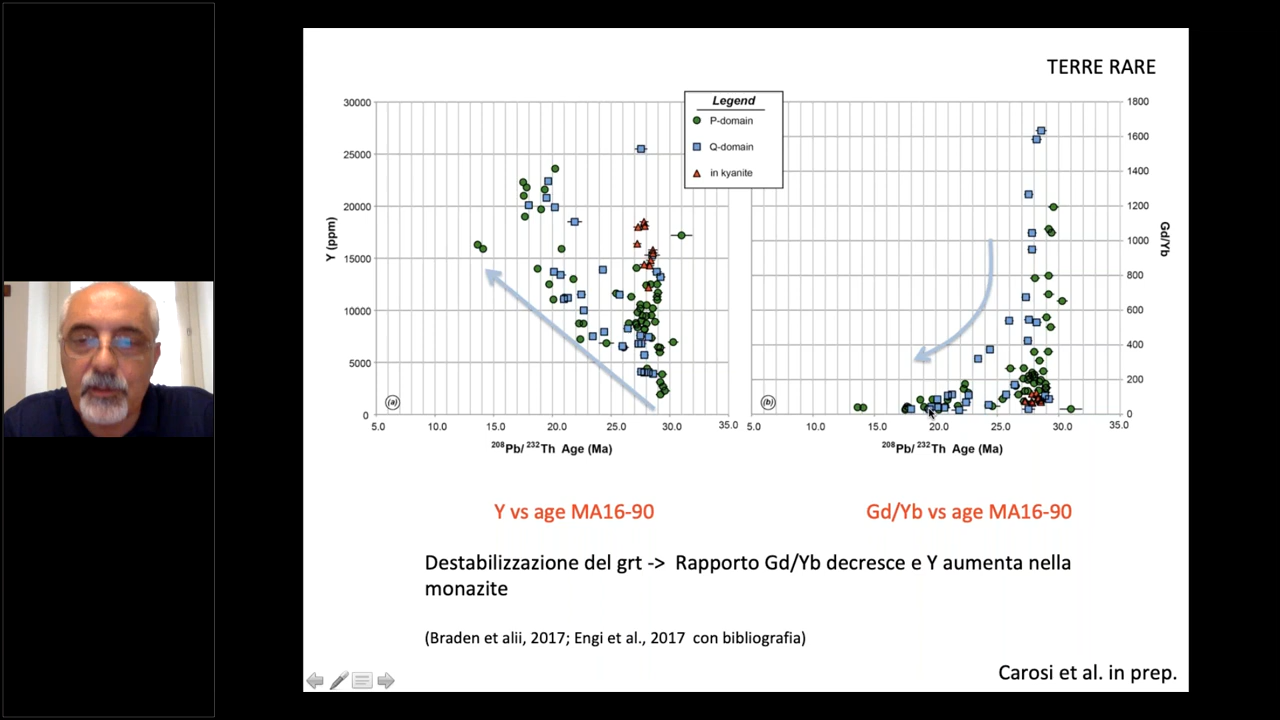 TERRE RARE
Legend
P-domain
Q-domain
in kyanite
30000
25000
20000
15000
10000
5000
0
Y (ppm)
5.0 10.0 15.0 20.0 25.0 30.0 35.0
208Pb/ 232Th Age (Ma)
(a)
1800
1600
1400
1200
1000
800
600
400
200
0
Gd/Yb
5.0 10.0 15.0 20.0 25.0 30.0 35.0
208Pb/ 232Th Age (Ma)
(b)
Y vs age MA16-90
Gd/Yb vs age MA16-90
Destabilizzazione del grt -> Rapporto Gd/Yb decresce e Y aumenta nella
monazite
(Braden et alii, 2017; Engi et al., 2017 con bibliografia)
Carosi et al. in prep.